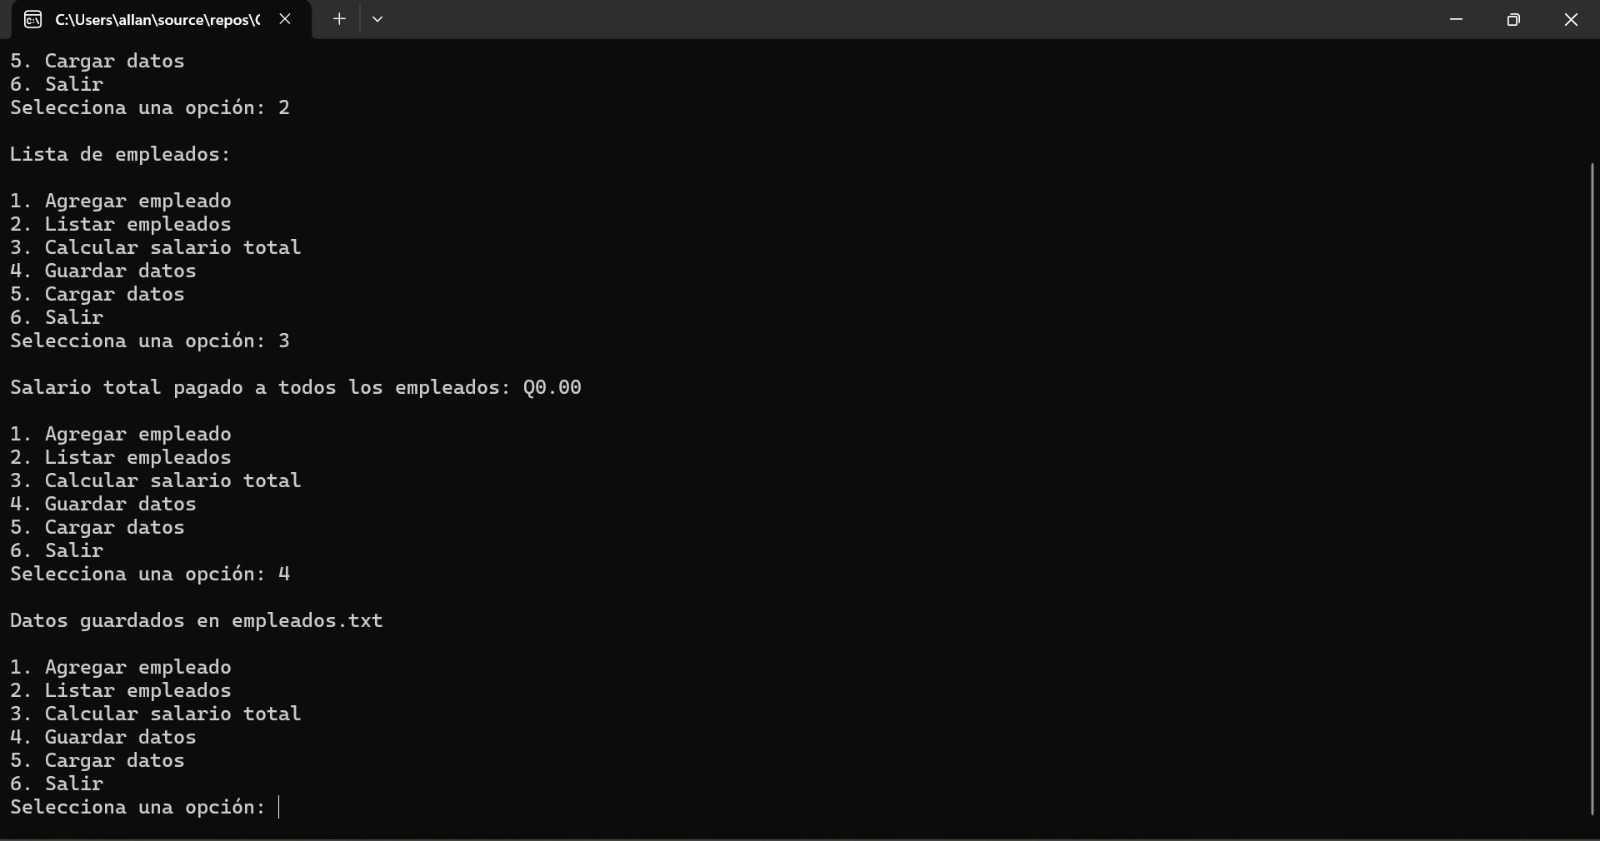 C:\Users\allan\source\repos\C
5. Cargar datos
6. Salir
Selecciona una opción: 2
Lista de empleados:
1. Agregar empleado
2. Listar empleados
3. Calcular salario total
4. Guardar datos
5. Cargar datos
6. Salir
Selecciona una opción: 3
Salario total pagado a todos los empleados: Q0.00
1. Agregar empleado
2. Listar empleados
3. Calcular salario total
4. Guardar datos
5. Cargar datos
6. Salir
Selecciona una opción: 4
Datos guardados en empleados.txt
1. Agregar empleado
2. Listar empleados
3. Calcular salario total
4. Guardar datos
5. Cargar datos
6. Salir
Selecciona una opción: